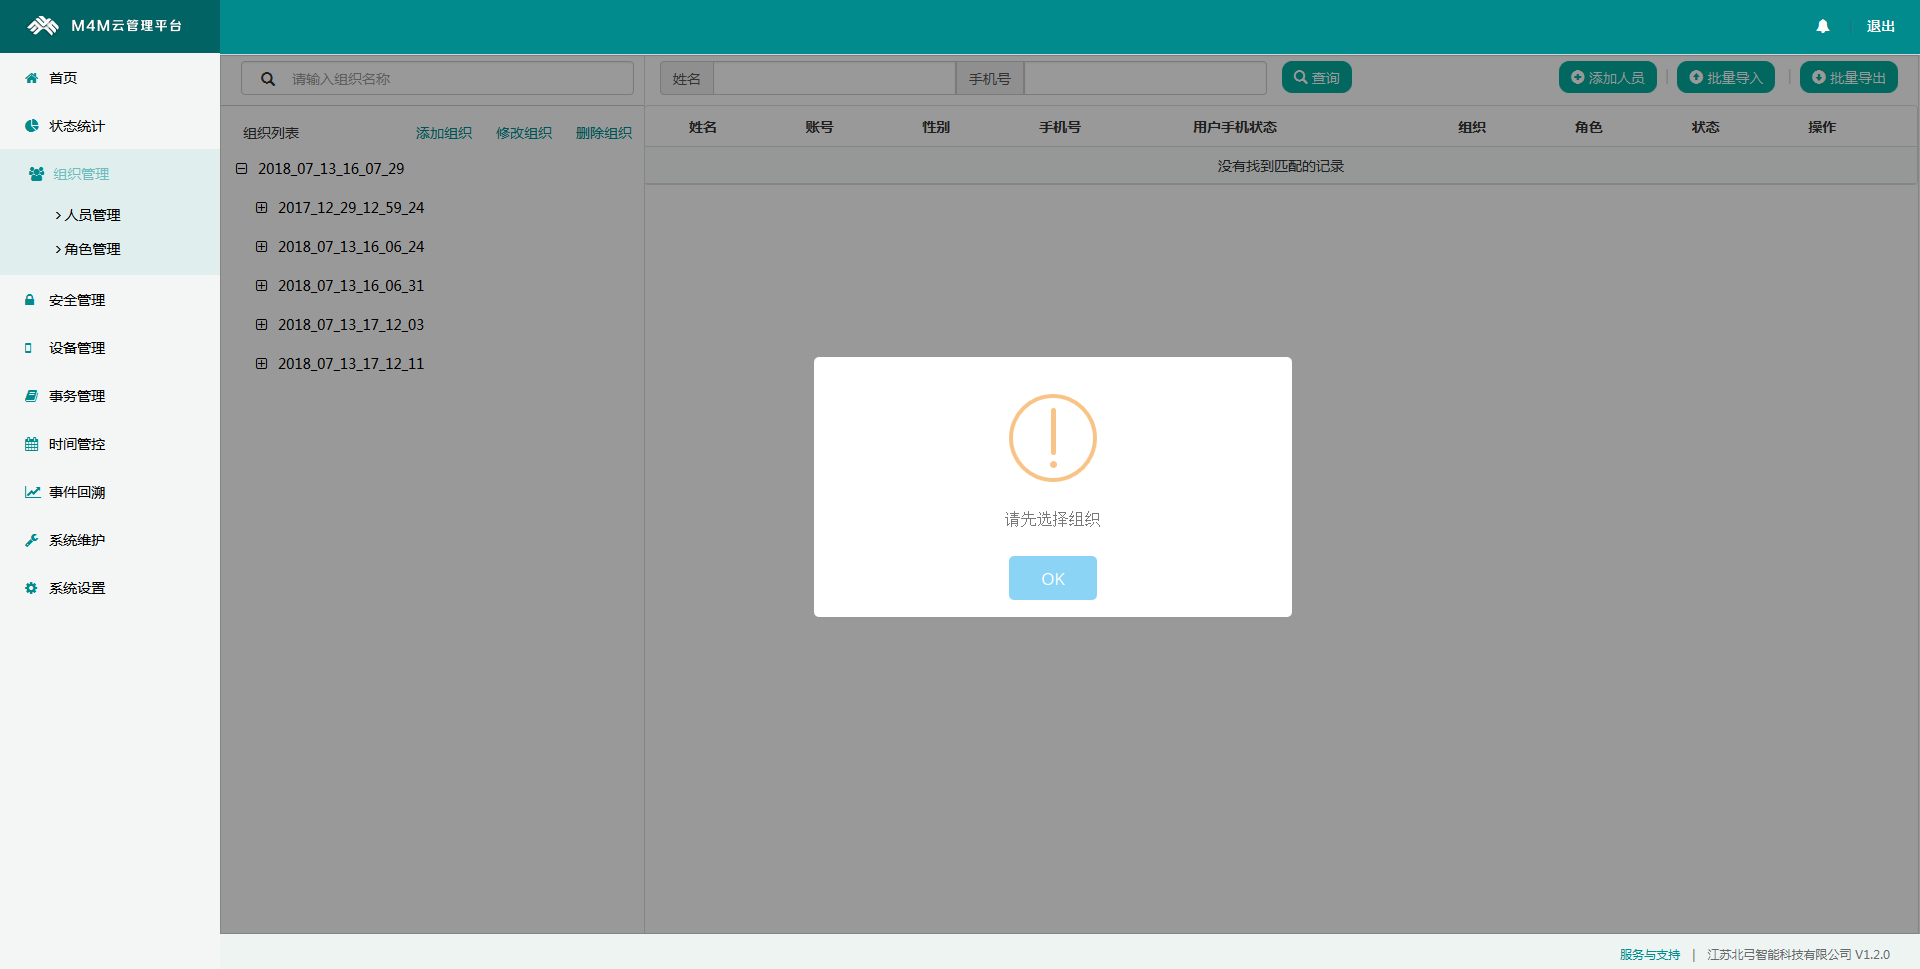 M4M云管理平台
退出
首页
状态统计
组织管理
人员管理
角色管理
安全管理
设备管理
事务管理
时间管控
事件回溯
系统维护
系统设置
请输入组织名称
组织列表 添加组织 修改组织 删除组织
2018_07_13_16_07_29
2017_12_29_12_59_24
2018_07_13_16_06_24
2018_07_13_16_06_31
2018_07_13_17_12_03
2018_07_13_17_12_11
姓名 手机号 查询 添加人员 | 批量导入 | 批量导出
姓名 账号 性别 手机号 用户手机状态 组织 角色 状态 操作
没有找到匹配的记录
请先选择组织
OK
服务与支持 | 江苏北弓智能科技有限公司 V1.2.0